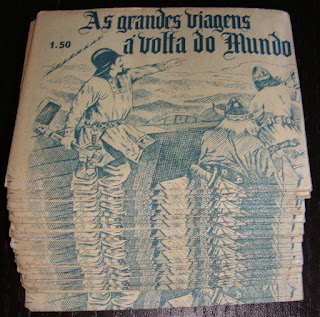 As grandes viagens
1.50
á volta do Mundo